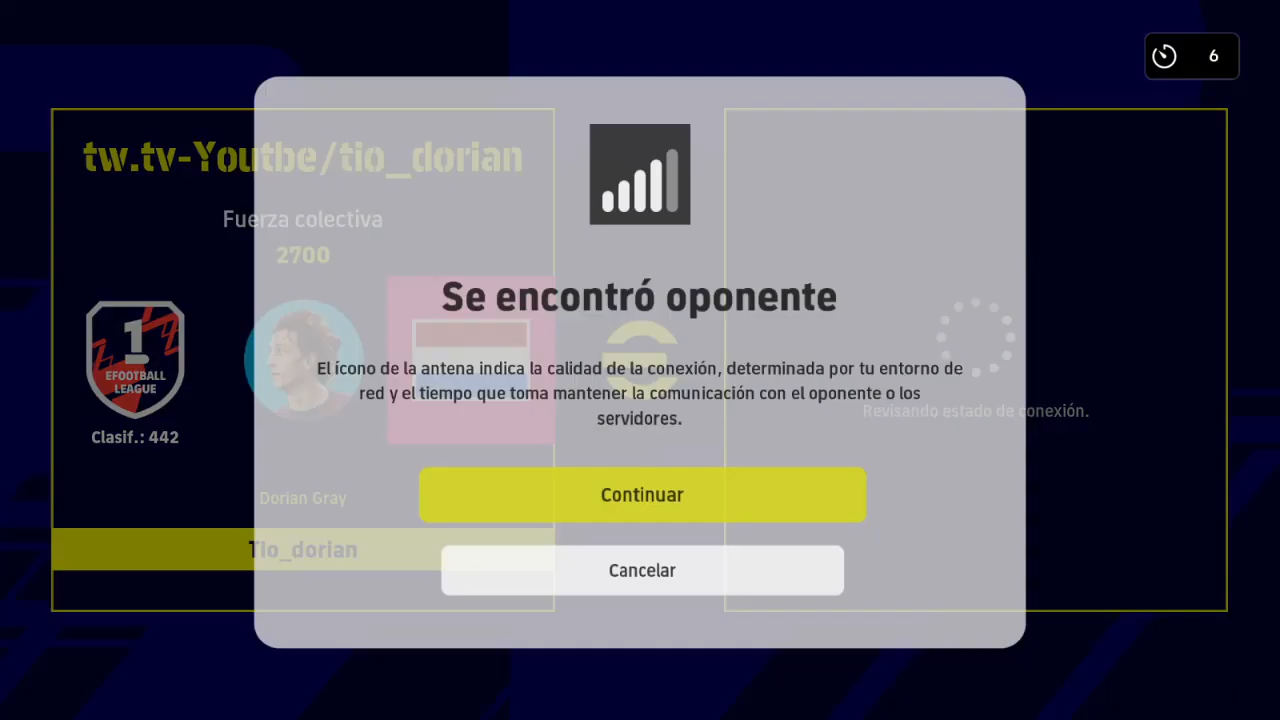 6
tw.tv-Youtbe/tio_dorian
Fuerza colectiva
2700
1
EFOOTBALL
LEAGUE
Clasif.: 442
Dorian Gray
Tio_dorian
Se encontró oponente
El ícono de la antena indica la calidad de la conexión, determinada por tu entorno de
red y el tiempo que toma mantener la comunicación con el oponente o los
servidores.
Revisando estado de conexión.
Continuar
Cancelar